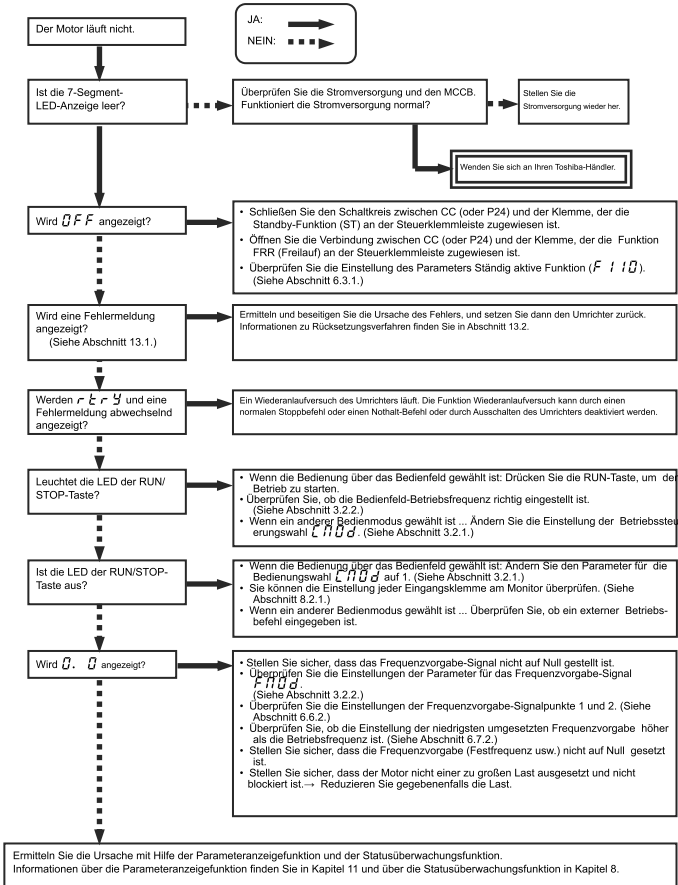 JA:
NEIN:
Der Motor läuft nicht.
Ist die 7-Segment-
LED-Anzeige leer?
Überprüfen Sie die Stromversorgung und den MCCB.
Funktioniert die Stromversorgung normal?
Stellen Sie die
Stromversorgung wieder her.
Wenden Sie sich an Ihren Toshiba-Händler.
Wird OFF angezeigt?
• Schließen Sie den Schaltkreis zwischen CC (oder P24) und der Klemme, der die
Standby-Funktion (ST) an der Steuerklemmleiste zugewiesen ist.
• Öffnen Sie die Verbindung zwischen CC (oder P24) und der Klemme, der die Funktion
FRR (Freilauf) an der Steuerklemmleiste zugewiesen ist.
• Überprüfen Sie die Einstellung des Parameters Ständig aktive Funktion (F110).
(Siehe Abschnitt 6.3.1.)
Wird eine Fehlermeldung
angezeigt?
(Siehe Abschnitt 13.1.)
Ermitteln und beseitigen Sie die Ursache des Fehlers, und setzen Sie dann den Umrichter zurück.
Informationen zu Rücksetzungsverfahren finden Sie in Abschnitt 13.2.
Werden rtry und eine
Fehlermeldung abwechselnd
angezeigt?
Ein Wiederanlaufversuch des Umrichters läuft. Die Funktion Wiederanlaufversuch kann durch einen
normalen Stoppbefehl oder einen Nothalt-Befehl oder durch Ausschalten des Umrichters deaktiviert werden.
Leuchtet die LED der RUN/
STOP-Taste?
• Wenn die Bedienung über das Bedienfeld gewählt ist: Drücken Sie die RUN-Taste, um der
Betrieb zu starten.
• Überprüfen Sie, ob die Bedienfeld-Betriebsfrequenz richtig eingestellt ist.
(Siehe Abschnitt 3.2.2.)
• Wenn ein anderer Bedienmodus gewählt ist ... Ändern Sie die Einstellung der Betriebssteu
erungswahl CMOd. (Siehe Abschnitt 3.2.1.)
Ist die LED der RUN/STOP-
Taste aus?
• Wenn die Bedienung über das Bedienfeld gewählt ist: Ändern Sie den Parameter für die
Bedienungswahl CMOd auf 1. (Siehe Abschnitt 3.2.1.)
• Sie können die Einstellung jeder Eingangsklemme am Monitor überprüfen. (Siehe
Abschnitt 8.2.1.)
• Wenn ein anderer Bedienmodus gewählt ist ... Überprüfen Sie, ob ein externer Betriebs-
befehl eingegeben ist.
Wird 0. 0 angezeigt?
• Stellen Sie sicher, dass das Frequenzvorgabe-Signal nicht auf Null gestellt ist.
• Überprüfen Sie die Einstellungen der Parameter für das Frequenzvorgabe-Signal
FMOd.
(Siehe Abschnitt 3.2.2.)
• Überprüfen Sie die Einstellungen der Frequenzvorgabe-Signalpunkte 1 und 2. (Siehe
Abschnitt 6.6.2.)
• Überprüfen Sie, ob die Einstellung der niedrigsten umgesetzten Frequenzvorgabe höher
als die Betriebsfrequenz ist. (Siehe Abschnitt 6.7.2.)
• Stellen Sie sicher, dass die Frequenzvorgabe (Festfrequenz usw.) nicht auf Null gesetzt
ist.
• Stellen Sie sicher, dass der Motor nicht einer zu großen Last ausgesetzt und nicht
blockiert ist.→ Reduzieren Sie gegebenenfalls die Last.
Ermitteln Sie die Ursache mit Hilfe der Parameteranzeigefunktion und der Statusüberwachungsfunktion.
Informationen über die Parameteranzeigefunktion finden Sie in Kapitel 11 und über die Statusüberwachungsfunktion in Kapitel 8.